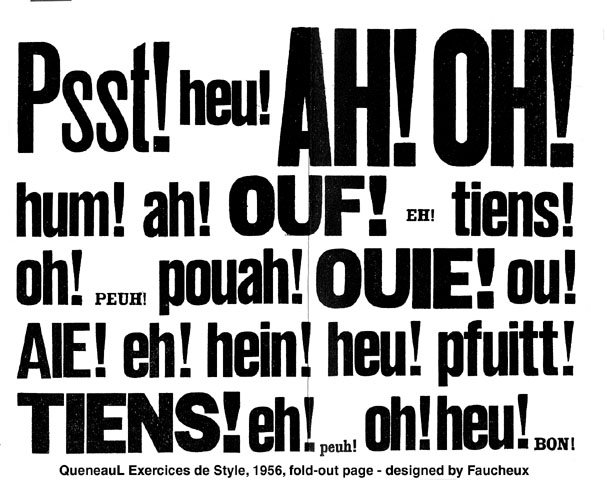 Psst! heu! AH! OH!
hum! ah! OUF! EH! tiens!
oh! PEUH! pouah! OUIE! ou!
AIE! eh! hein! heu! pfuitt!
TIENS! eh! peuh! oh! heu! BON!
QueneauL Exercices de Style, 1956, fold-out page - designed by Faucheux